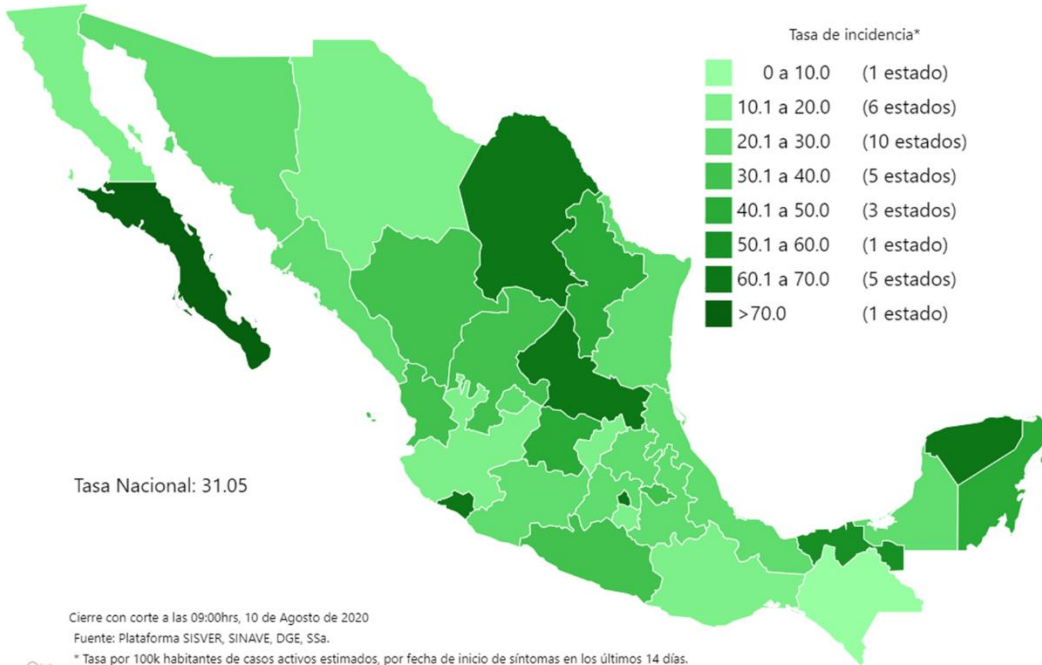 Tasa de incidencia*
0 a 10.0 (1 estado)
10.1 a 20.0 (6 estados)
20.1 a 30.0 (10 estados)
30.1 a 40.0 (5 estados)
40.1 a 50.0 (3 estados)
50.1 a 60.0 (1 estado)
60.1 a 70.0 (5 estados)
>70.0 (1 estado)
Tasa Nacional: 31.05
Cierre con corte a las 09:00hrs, 10 de Agosto de 2020
Fuente: Plataforma SISVER, SINAVE, DGE, SSa.
* Tasa por 100k habitantes de casos activos estimados, por fecha de inicio de síntomas en los últimos 14 días.